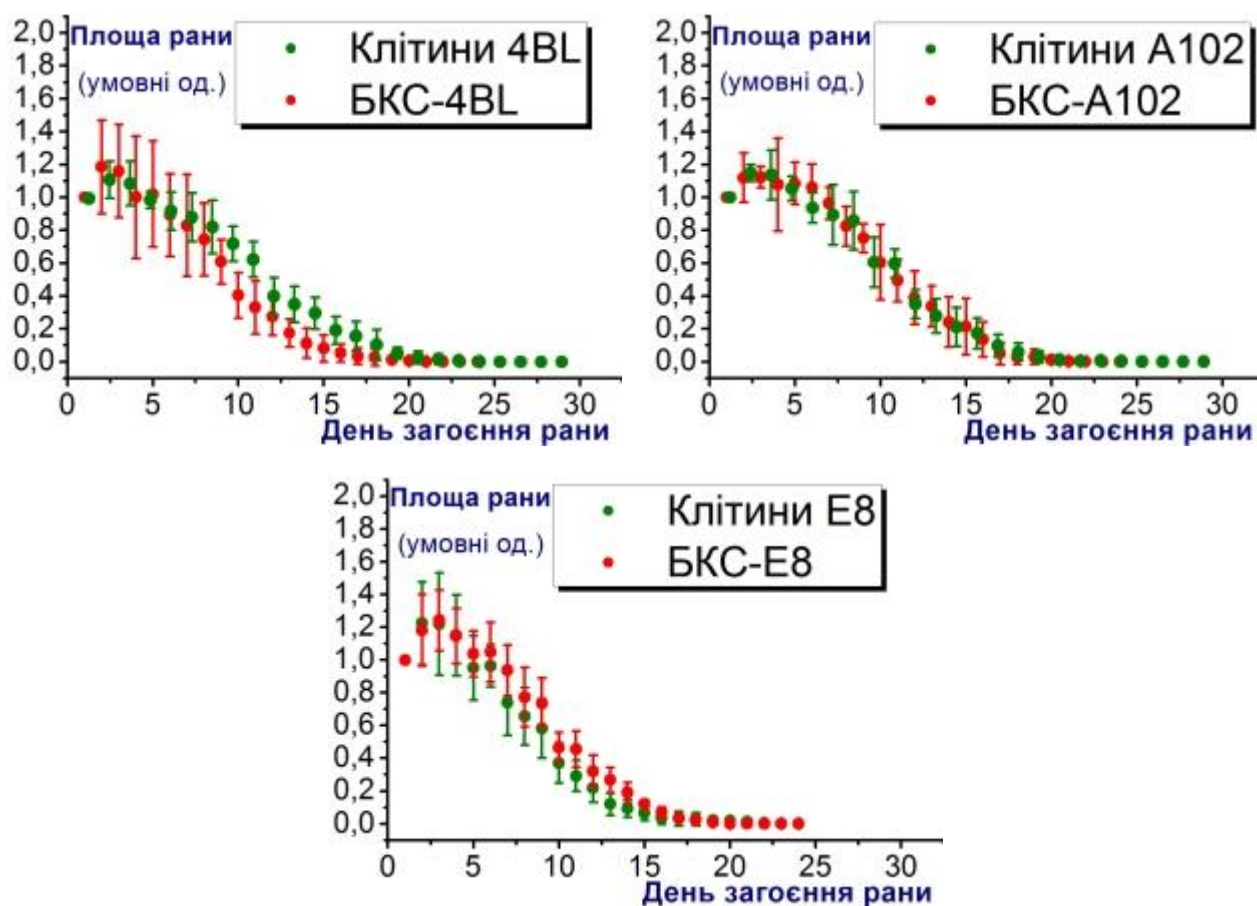 2,0
1,8
1,6
1,4
1,2
1,0
0,8
0,6
0,4
0,2
0,0
Площа рани
(умовні од.)
Клітини 4BL
БКС-4BL
0 5 10 15 20 25 30
День загоєння рани
2,0
1,8
1,6
1,4
1,2
1,0
0,8
0,6
0,4
0,2
0,0
Площа рани
(умовні од.)
Клітини А102
БКС-А102
0 5 10 15 20 25 30
День загоєння рани
2,0
1,8
1,6
1,4
1,2
1,0
0,8
0,6
0,4
0,2
0,0
Площа рани
(умовні од.)
Клітини Е8
БКС-Е8
0 5 10 15 20 25 30
День загоєння рани